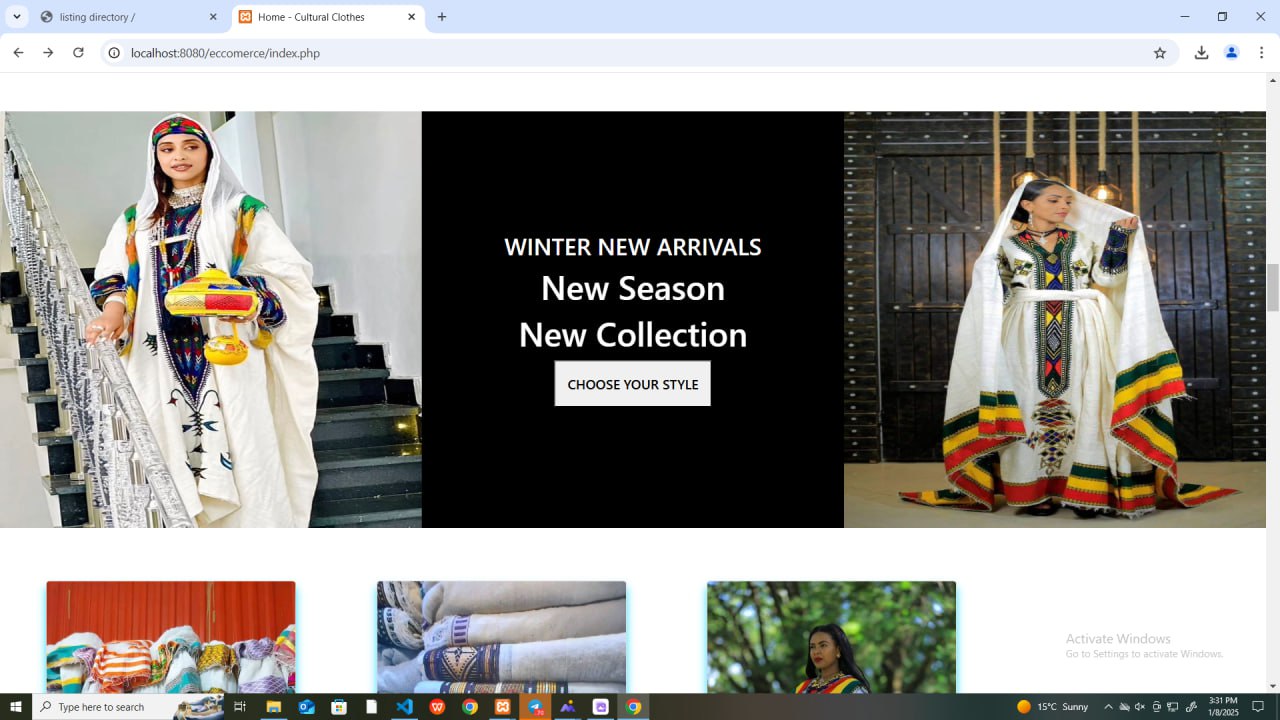 listing directory /
Home - Cultural Clothes
localhost:8080/eccomerce/index.php
WINTER NEW ARRIVALS
New Season
New Collection
CHOOSE YOUR STYLE
Activate Windows
Go to Settings to activate Windows.
Type here to search
15°C Sunny
3:31 PM
1/8/2025